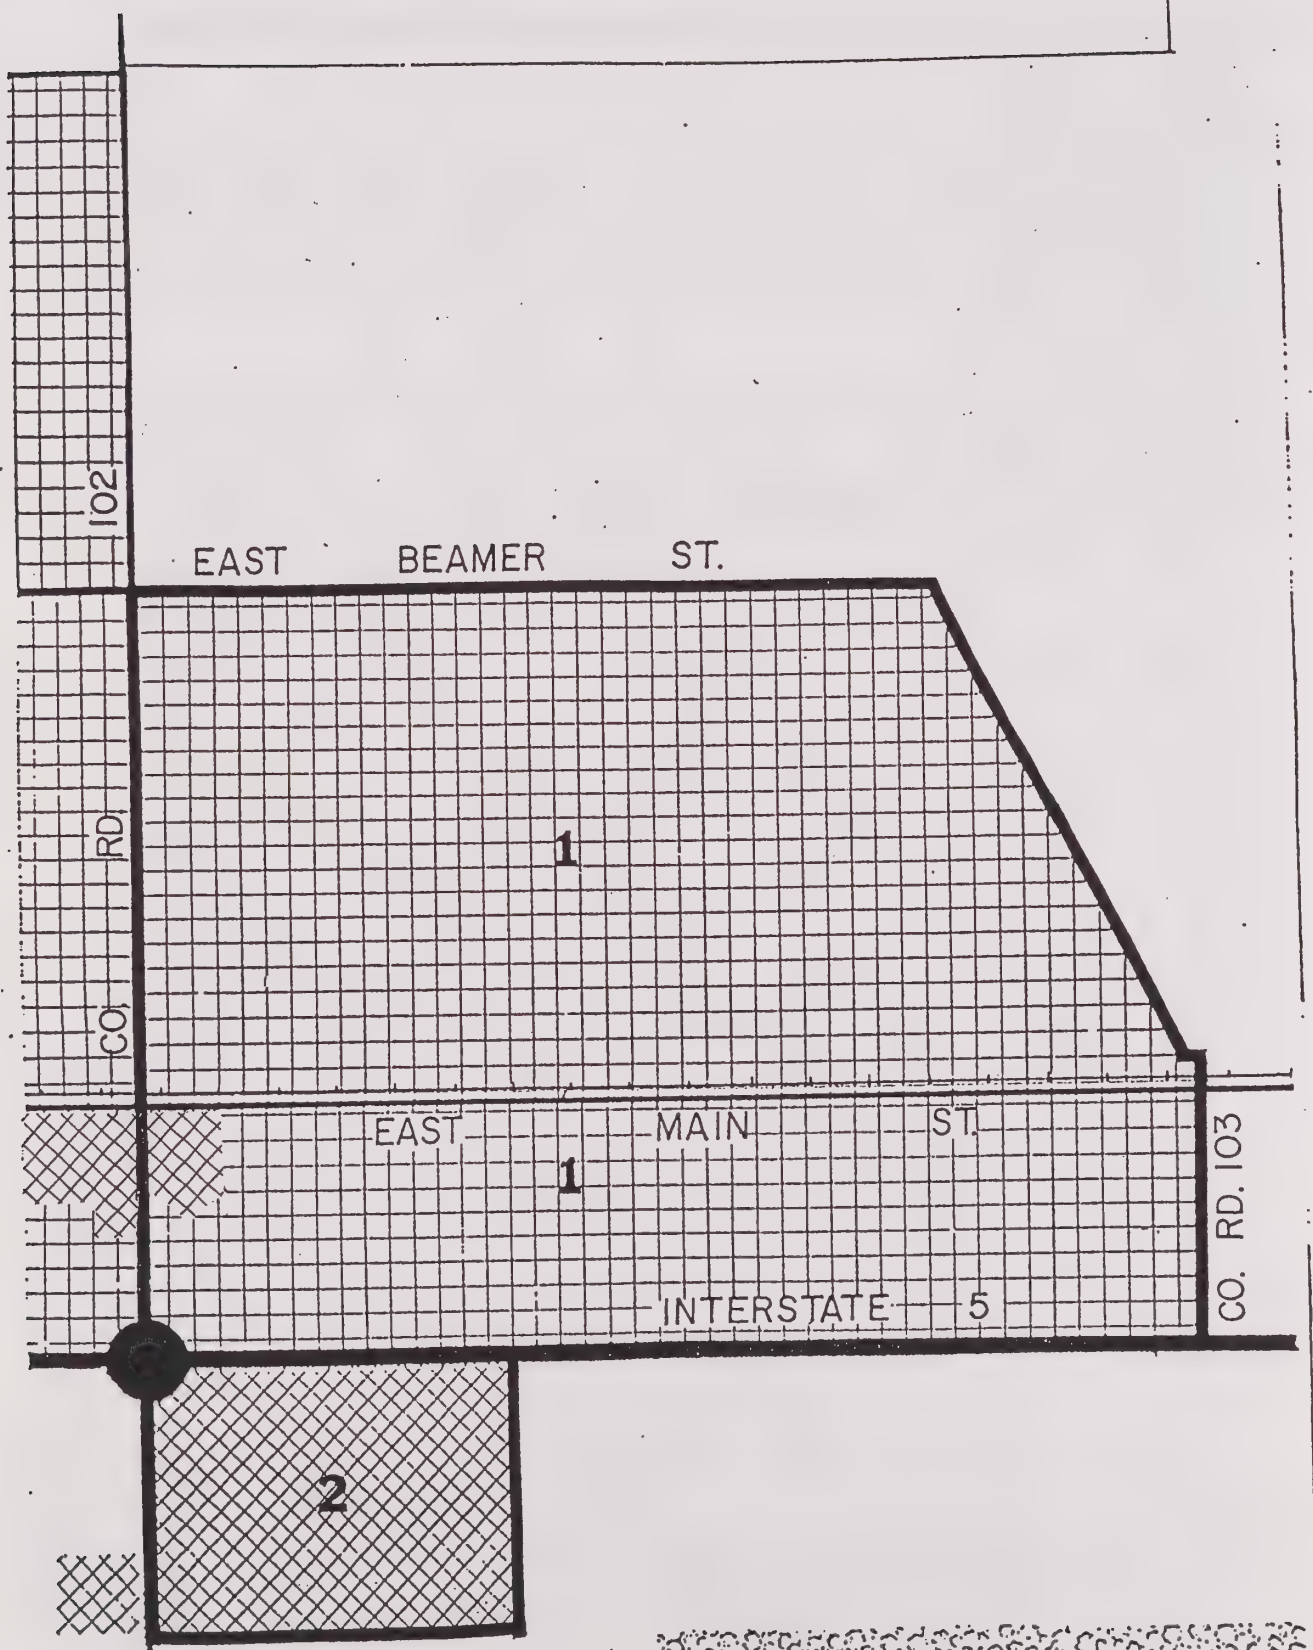 EAST BEAMER ST.
CO. RD. 102
1
EAST MAIN ST.
1
INTERSTATE 5
CO. RD. 103
2